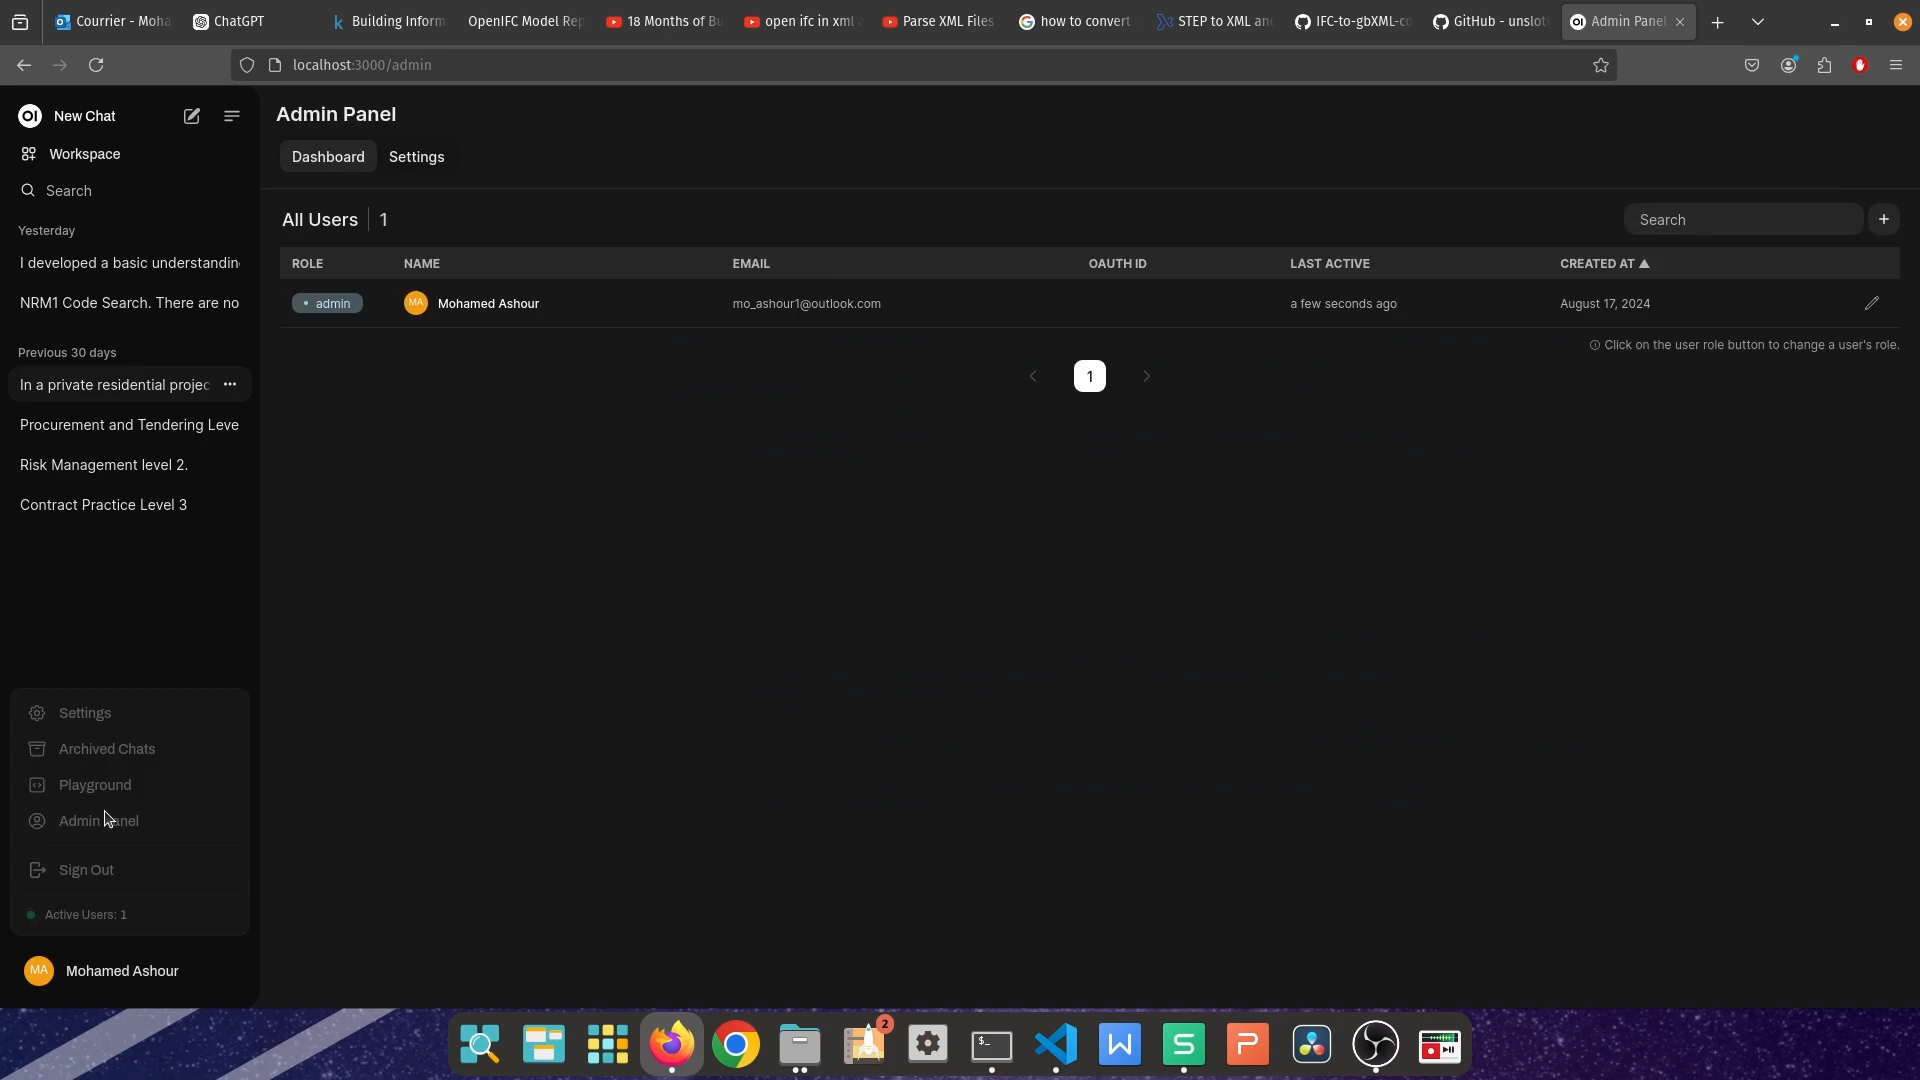 Courrier - Moha
ChatGPT
Building Inform
OpenIFC Model Rep
18 Months of Bu
open ifc in xml
Parse XML Files
how to convert
STEP to XML and
IFC-to-gbXML-co
GitHub - unslot
Admin Panel
localhost:3000/admin
OI
New Chat
Workspace
Search
Yesterday
I developed a basic understandin
NRM1 Code Search. There are no
Previous 30 days
In a private residential projec
Procurement and Tendering Leve
Risk Management level 2.
Contract Practice Level 3
Settings
Archived Chats
Playground
Admin Panel
Sign Out
Active Users: 1
MA
Mohamed Ashour
Admin Panel
Dashboard
Settings
All Users
1
Search
ROLE
NAME
EMAIL
OAUTH ID
LAST ACTIVE
CREATED AT
admin
MA
Mohamed Ashour
mo_ashour1@outlook.com
a few seconds ago
August 17, 2024
Click on the user role button to change a user's role.
1
2
$_
W
S
P